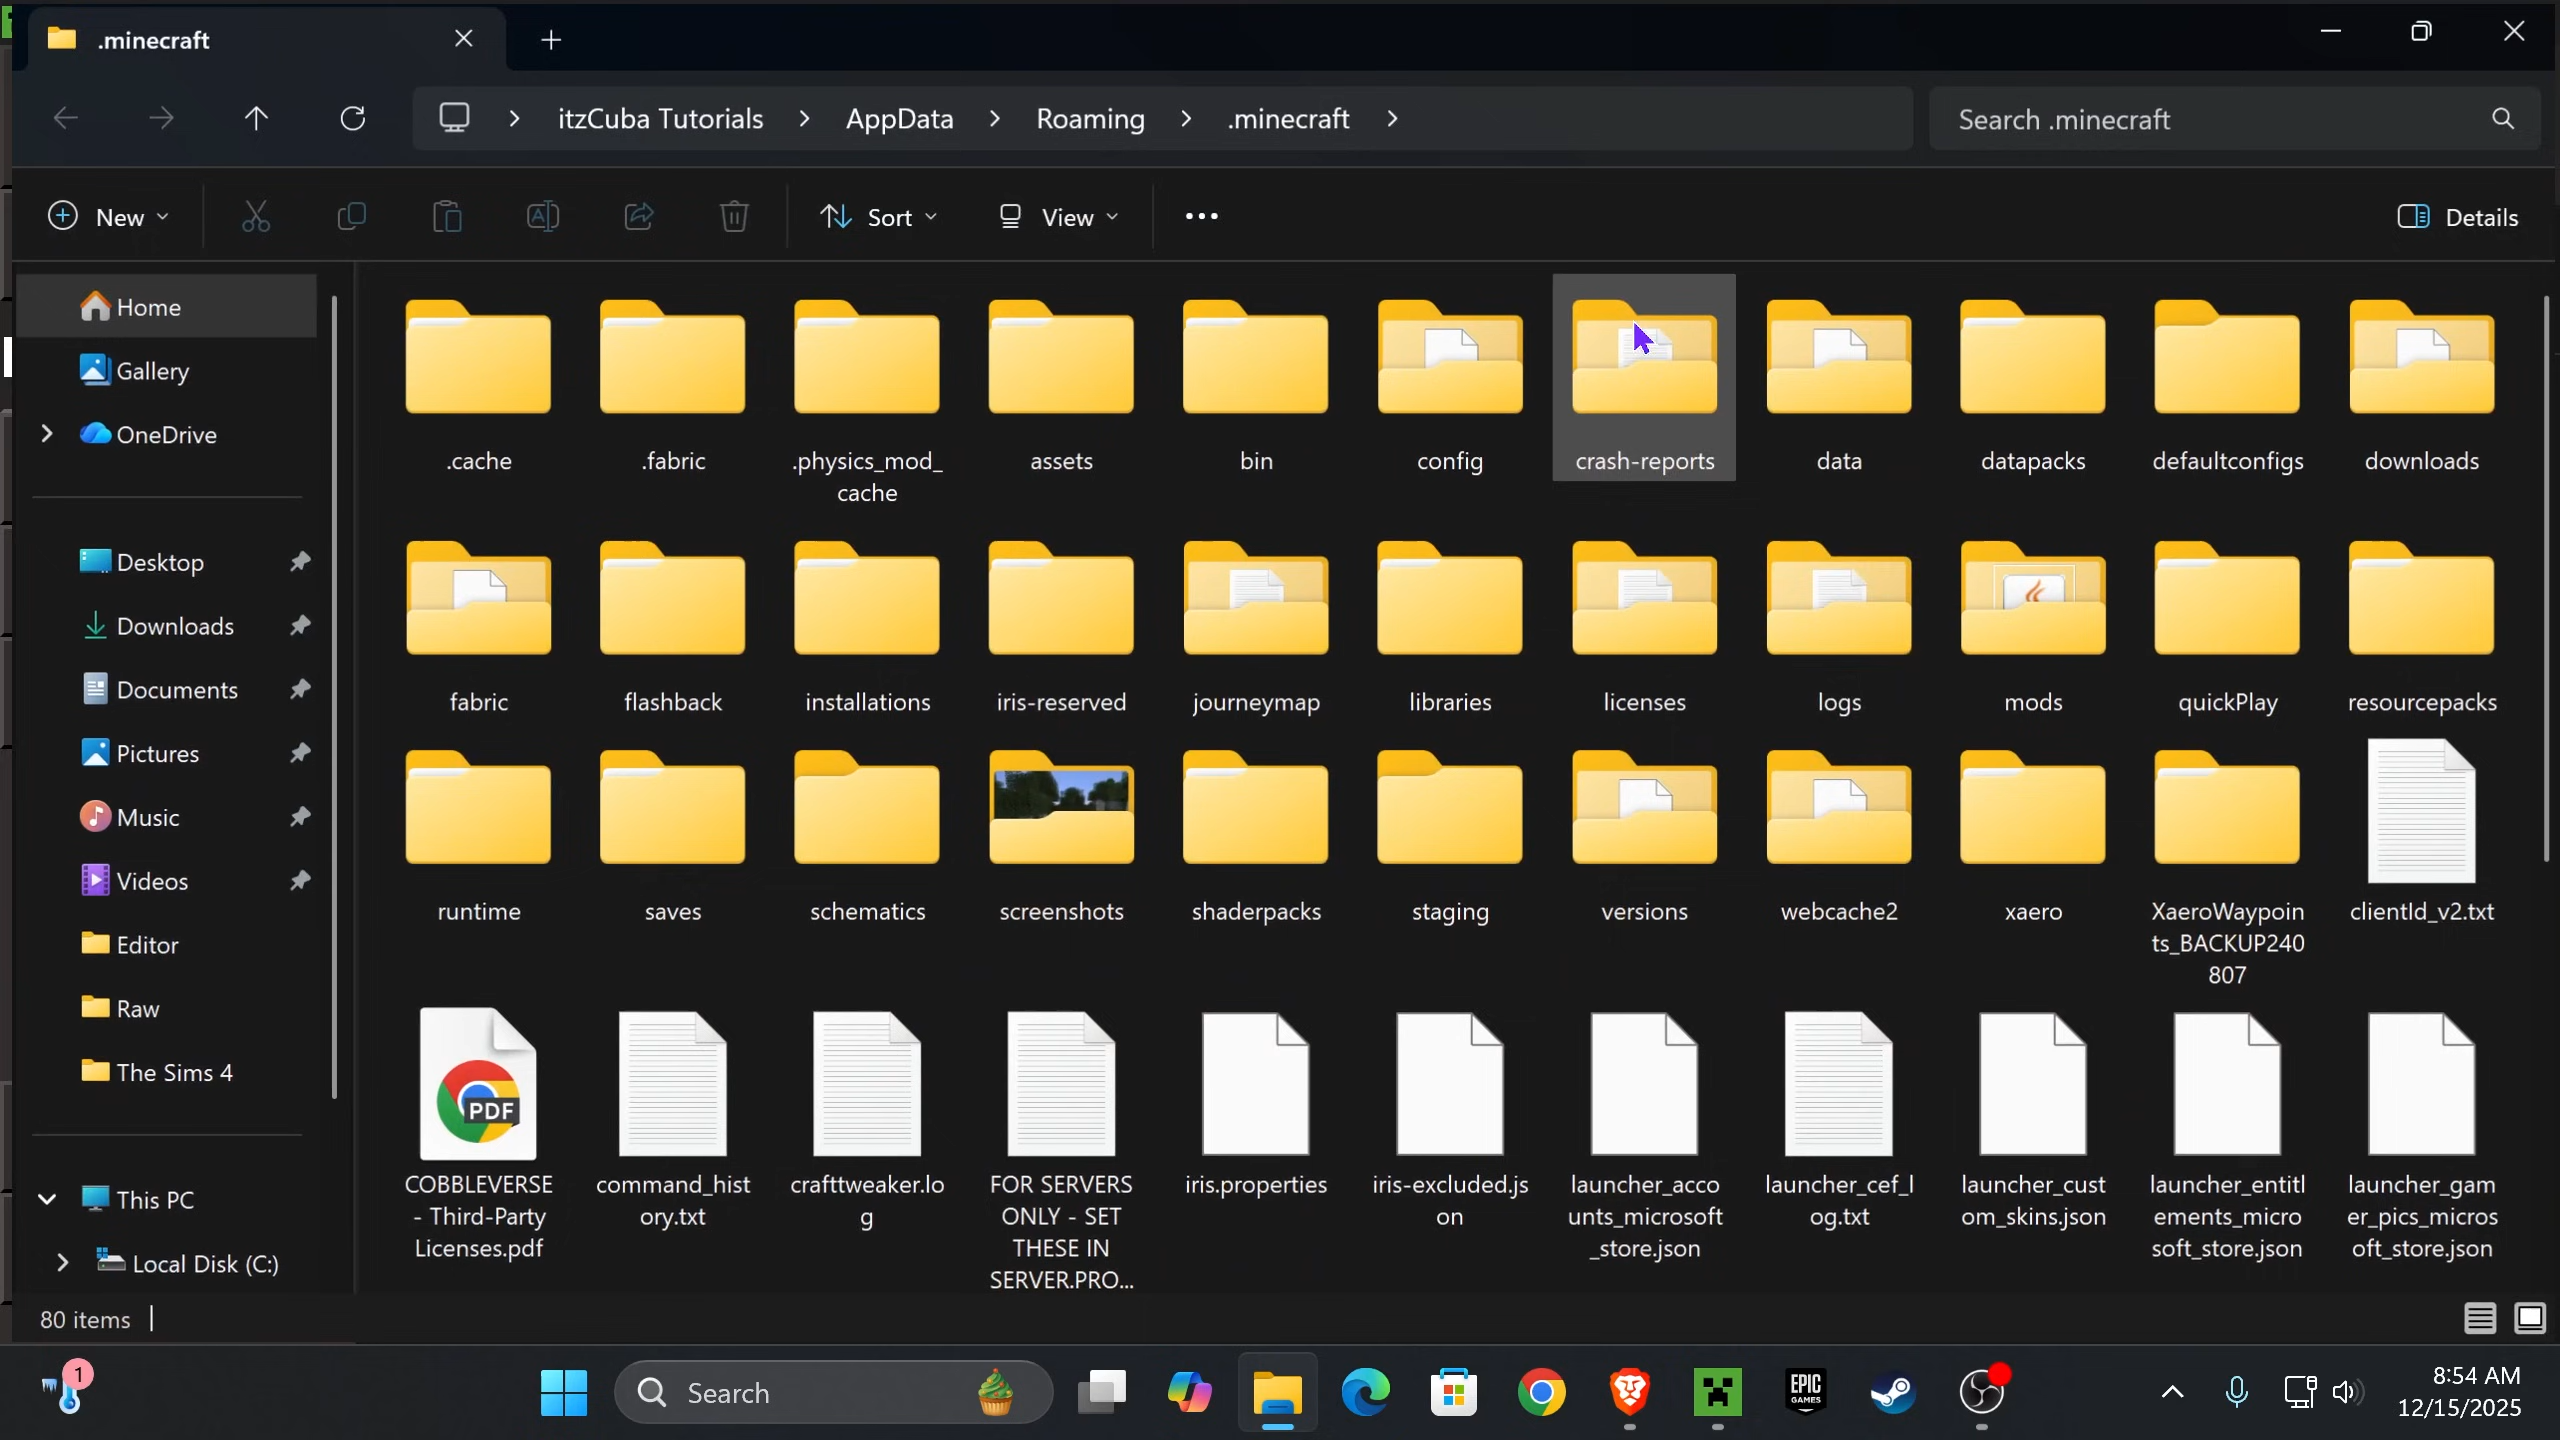 .minecraft
itzCuba Tutorials
AppData
Roaming
.minecraft
Search .minecraft
New
Sort
View
Details
Home
Gallery
OneDrive
Desktop
Downloads
Documents
Pictures
Music
Videos
Editor
Raw
The Sims 4
This PC
Local Disk (C:)
.cache
.fabric
.physics_mod_
cache
assets
bin
config
crash-reports
data
datapacks
defaultconfigs
downloads
fabric
flashback
installations
iris-reserved
journeymap
libraries
licenses
logs
mods
quickPlay
resourcepacks
runtime
saves
schematics
screenshots
shaderpacks
staging
versions
webcache2
xaero
XaeroWaypoin
ts_BACKUP240
807
clientId_v2.txt
PDF
COBBLEVERSE
- Third-Party
Licenses.pdf
command_hist
ory.txt
crafttweaker.lo
g
FOR SERVERS
ONLY - SET
THESE IN
SERVER.PRO...
iris.properties
iris-excluded.js
on
launcher_acco
unts_microsoft
_store.json
launcher_cef_l
og.txt
launcher_cust
om_skins.json
launcher_entitl
ements_micro
soft_store.json
launcher_gam
er_pics_micros
oft_store.json
80 items
1
Search
EPIC
GAMES
8:54 AM
12/15/2025